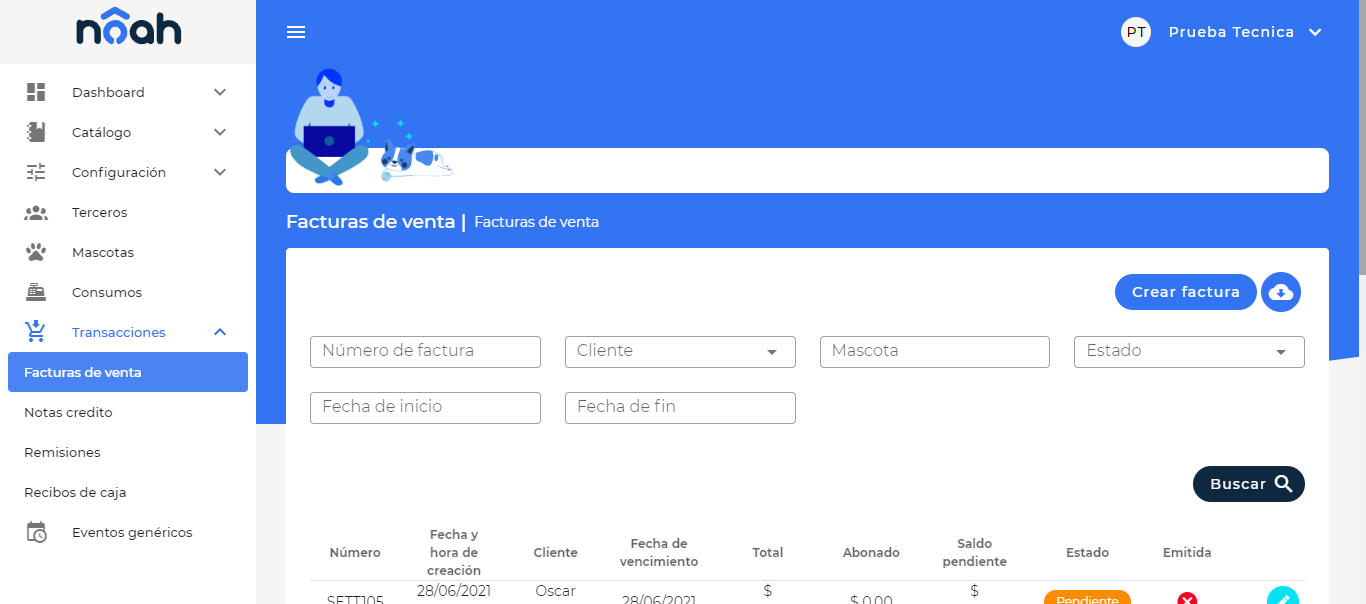 nôah
PT
Prueba Tecnica
Dashboard
Catálogo
Configuración
Terceros
Mascotas
Consumos
Transacciones
Facturas de venta
Notas credito
Remisiones
Recibos de caja
Eventos genéricos
Facturas de venta | Facturas de venta
Crear factura
Número de factura
Cliente
Mascota
Estado
Fecha de inicio
Fecha de fin
Buscar
Número
Fecha y
hora de
creación
Cliente
Fecha de
vencimiento
Total
Abonado
Saldo
pendiente
Estado
Emitida
SETT105
28/06/2021
Oscar
28/06/2021
$
$ 0.00
$
Pendiente